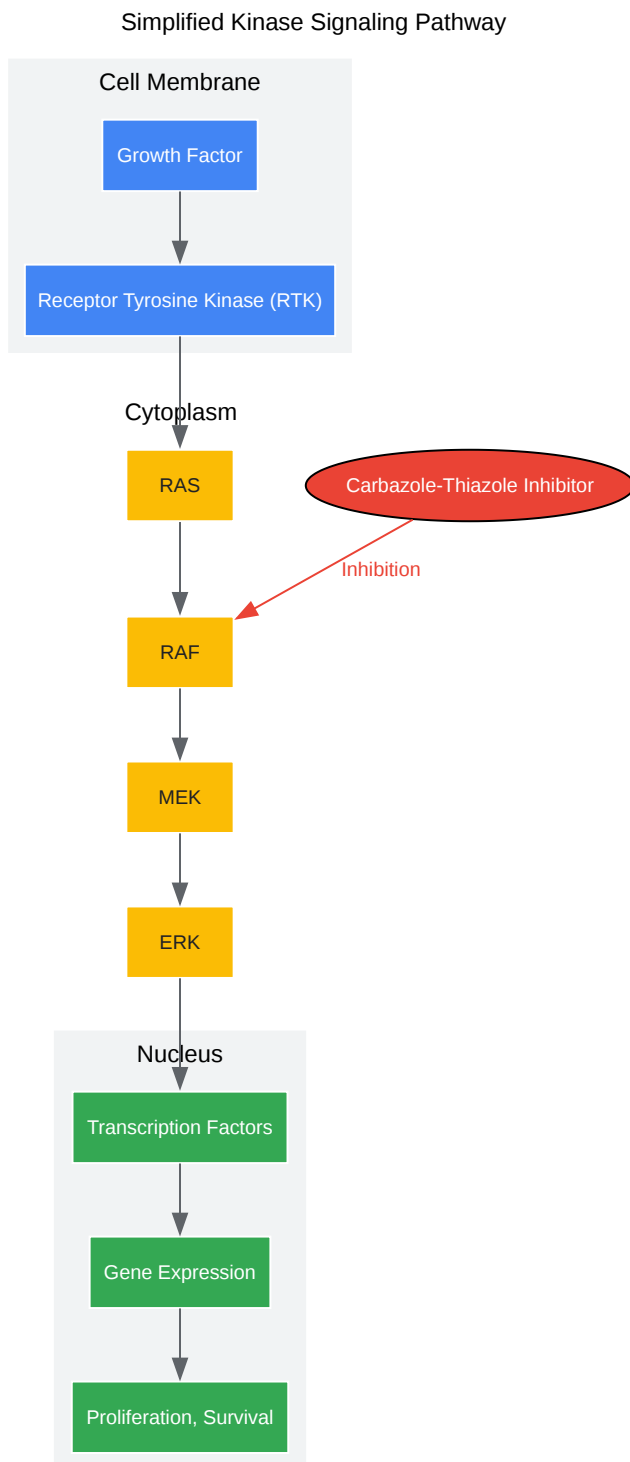 Simplified Kinase Signaling Pathway
Cell Membrane
Growth Factor
Receptor Tyrosine Kinase (RTK)
Cytoplasm
RAS
Carbazole-Thiazole Inhibitor
Inhibition
RAF
MEK
ERK
Nucleus
Transcription Factors
Gene Expression
Proliferation, Survival